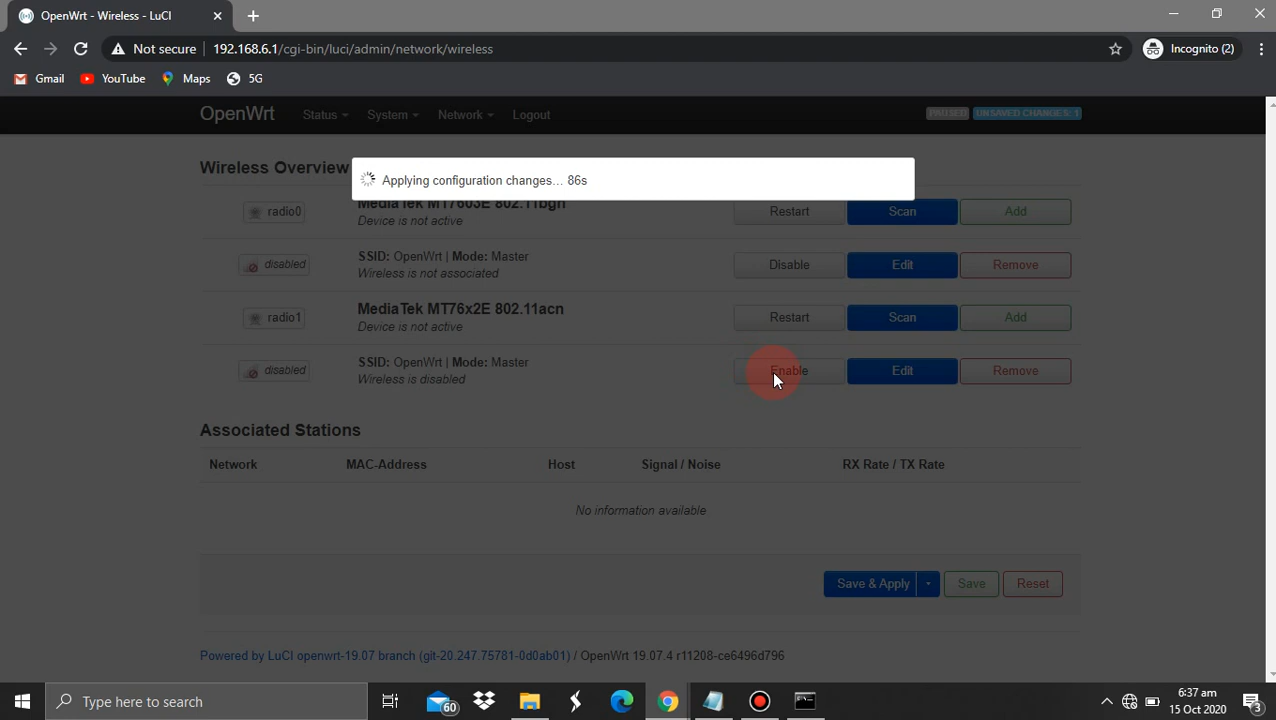 OpenWrt - Wireless - LuCI
Not secure 192.168.6.1/cgi-bin/luci/admin/network/wireless
Incognito (2)
Gmail YouTube Maps 5G
OpenWrt Status System Network Logout PAUSED UNSAVED CHANGES: 1
Wireless Overview
Applying configuration changes… 86s
radio0 MediaTek MT7603E 802.11bgn Restart Scan Add
Device is not active
disabled SSID: OpenWrt | Mode: Master Disable Edit Remove
Wireless is not associated
radio1 MediaTek MT76x2E 802.11acn Restart Scan Add
Device is not active
disabled SSID: OpenWrt | Mode: Master Enable Edit Remove
Wireless is disabled
Associated Stations
Network MAC-Address Host Signal / Noise RX Rate / TX Rate
No information available
Save & Apply Save Reset
Powered by LuCI openwrt-19.07 branch (git-20.247.75781-0d0ab01) / OpenWrt 19.07.4 r11208-ce6496d796
Type here to search
60
6:37 am
15 Oct 2020
3